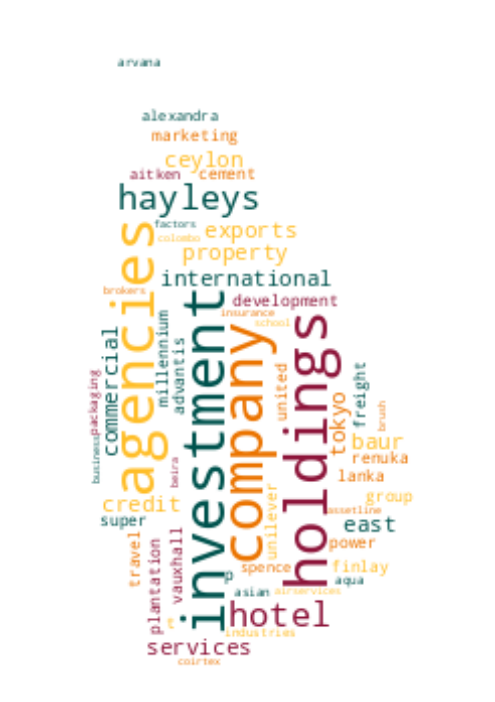 arvana
alexandra
marketing
ceylon
aitken
cement
hayleys
factors
exports
colombo
property
international
brokers
development
insurance
school
agencies
investment
company
holdings
commercial
millennium
advantis
packaging
business
united
tokyo
freight
brush
baur
renuka
lanka
beira
unilever
group
credit
assetline
super
east
travel
plantation
vauxhall
power
spence
finlay
p
aqua
asian
airservices
t
hotel
industries
services
coirtex